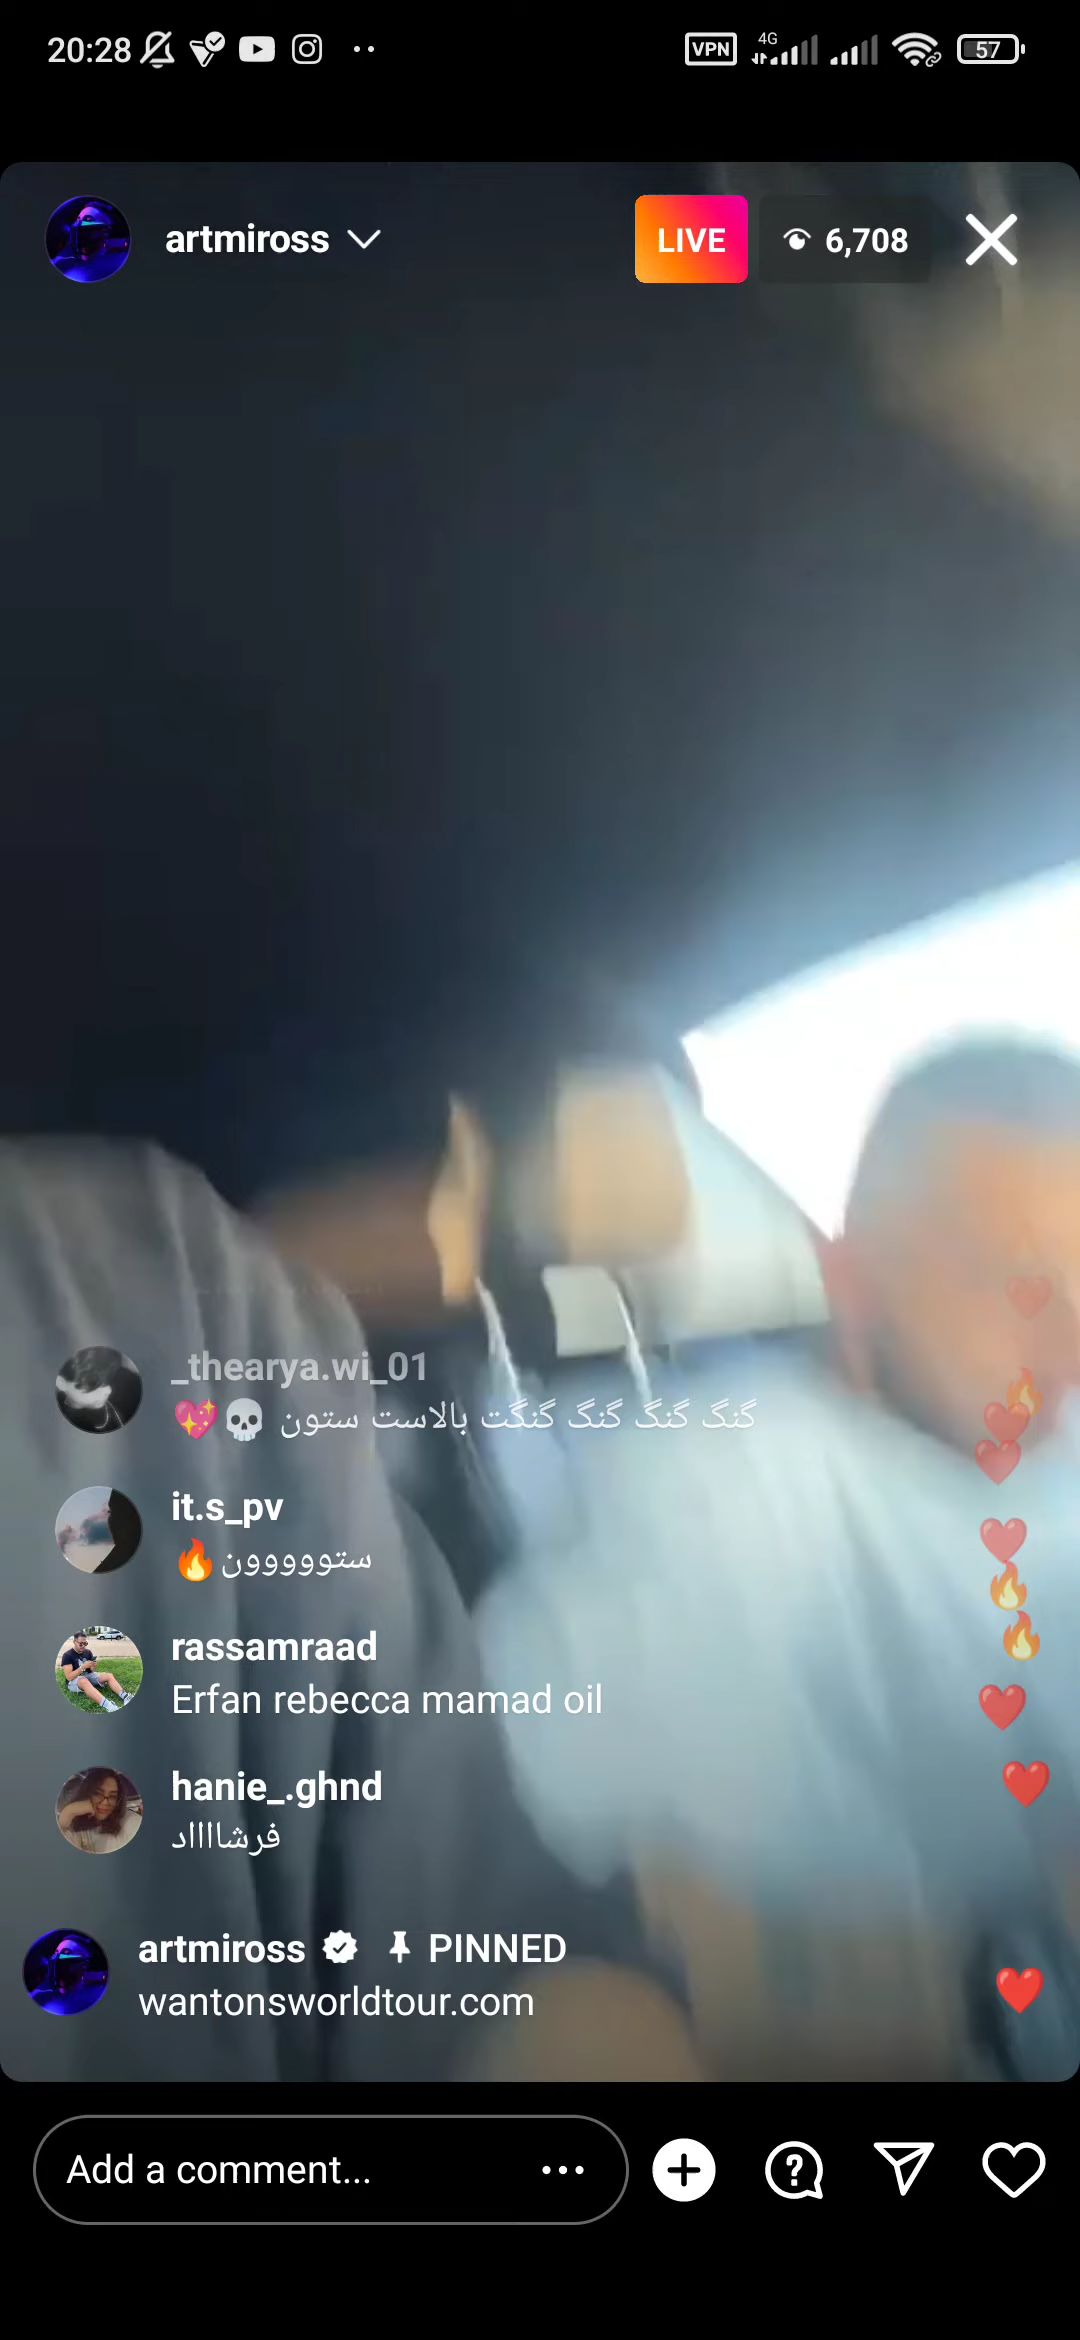 20:28
VPN 4G 57
artmiross LIVE 6,708
_thearya.wi_01
گنگ گنگ گنگ گنگت بالاست ستون 💀💖
it.s_pv
ستوووووون🔥
rassamraad
Erfan rebecca mamad oil
hanie_.ghnd
فرشااااد
artmiross PINNED
wantonsworldtour.com
Add a comment...